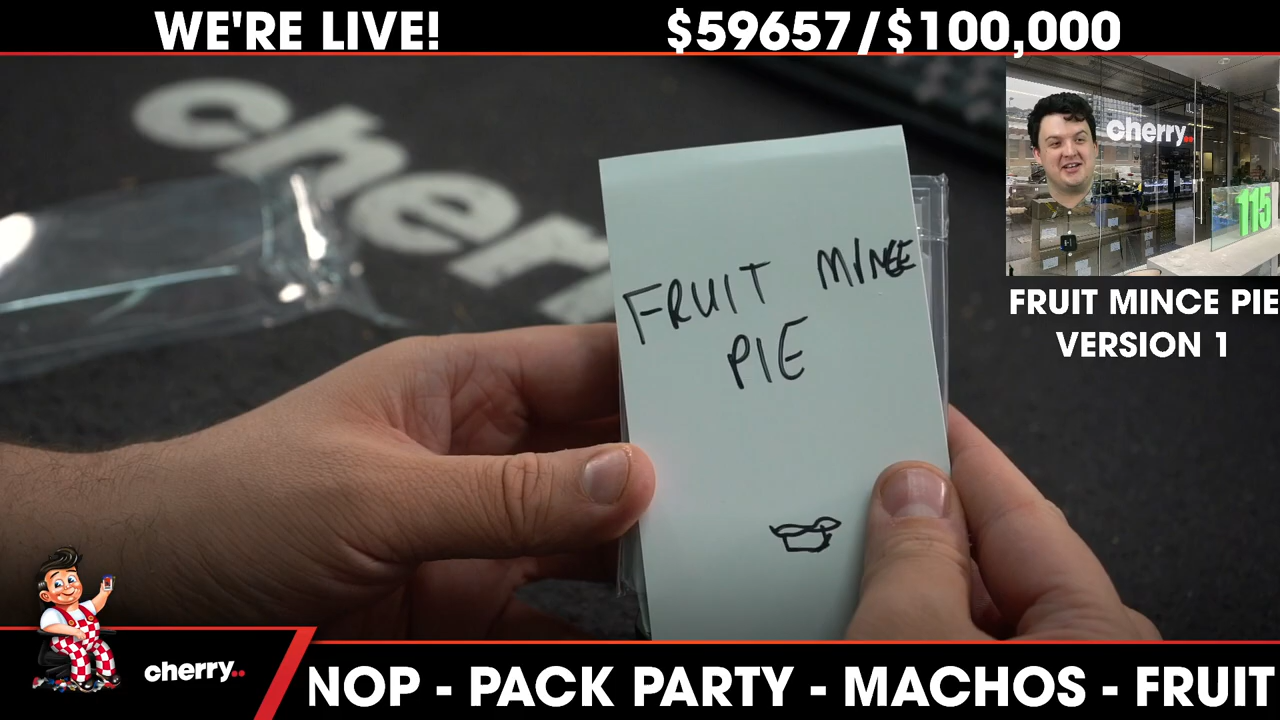 WE'RE LIVE!
$59657/$100,000
cherry..
115
FRUIT MINCE PIE
VERSION 1
cher
FRUIT MINCE
PIE
cherry..
NOP - PACK PARTY - MACHOS - FRUIT